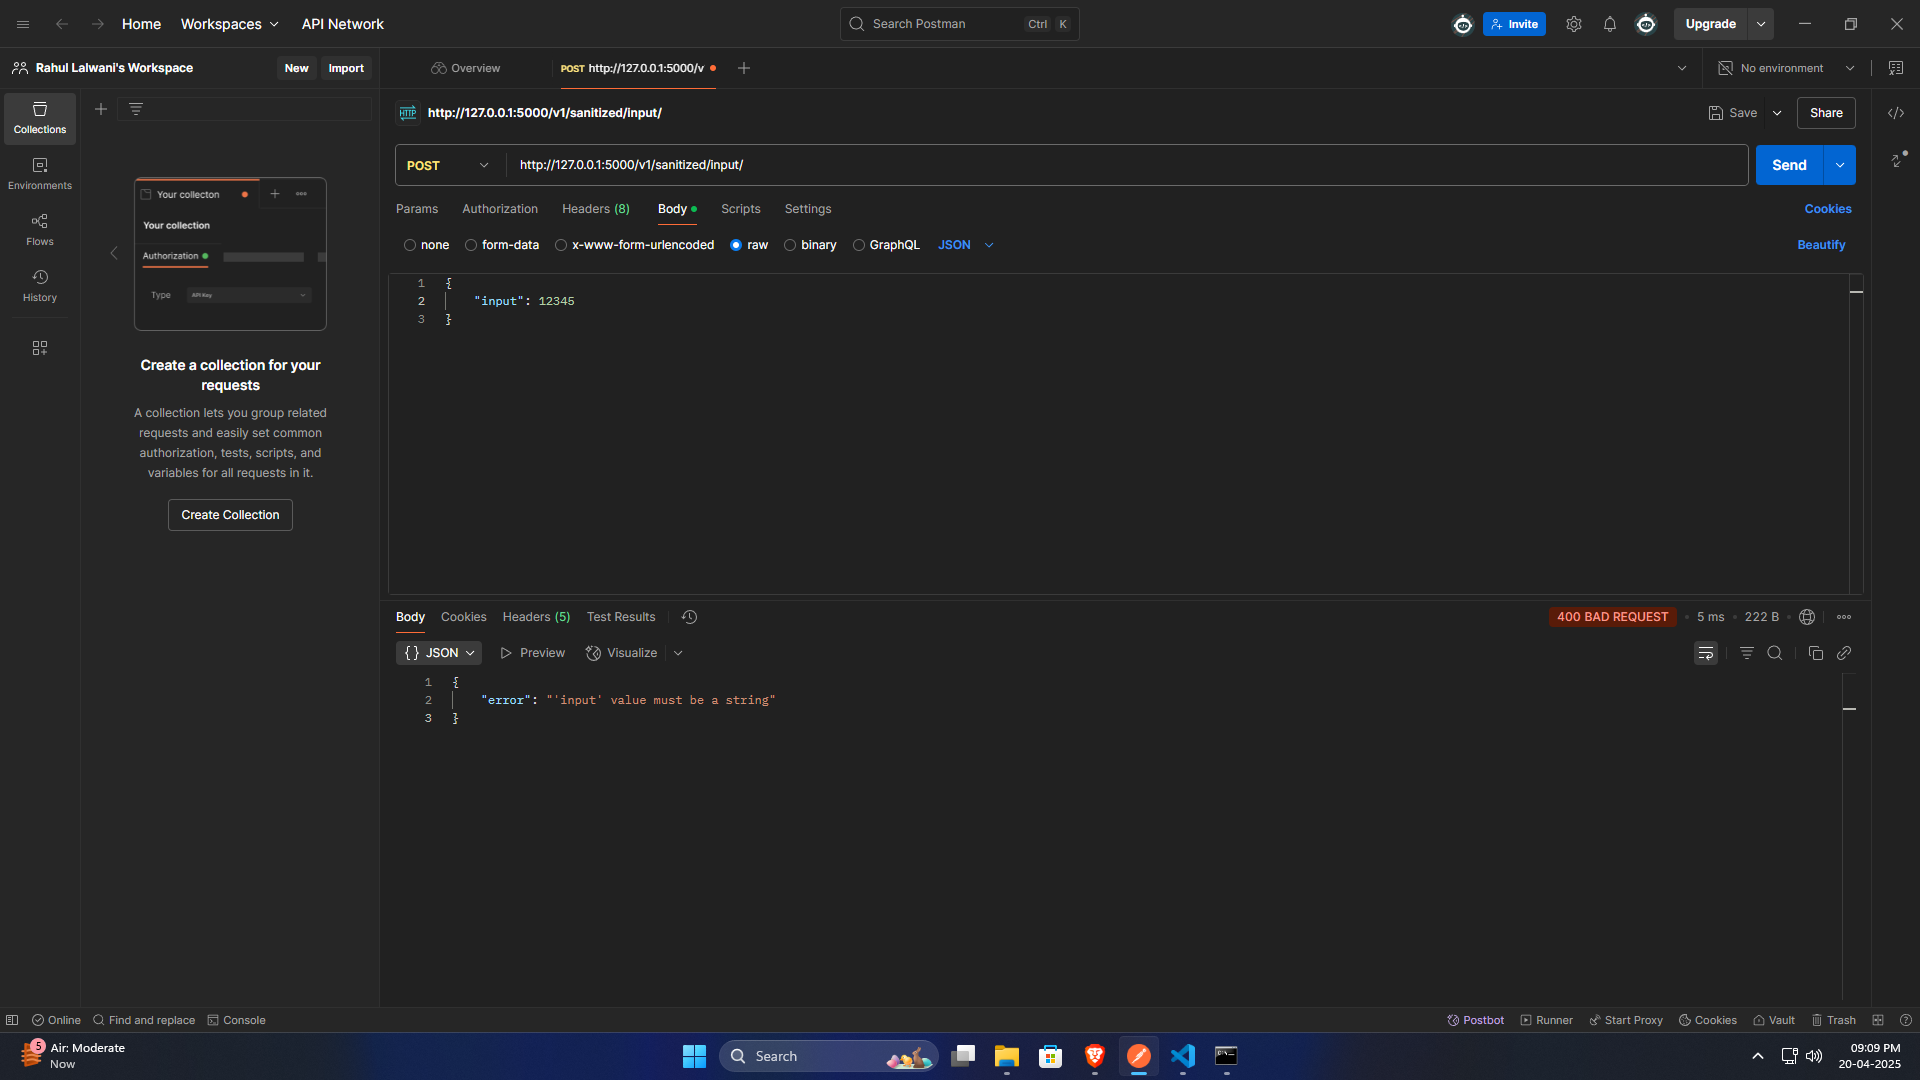 Home
Workspaces
API Network
Search Postman
Ctrl K
Invite
Upgrade
Rahul Lalwani's Workspace
New
Import
Overview
POST http://127.0.0.1:5000/v
No environment
Collections
Environments
Flows
History
Your collecton
Your collection
Authorization
Type
API Key
Create a collection for your
requests
A collection lets you group related
requests and easily set common
authorization, tests, scripts, and
variables for all requests in it.
Create Collection
HTTP http://127.0.0.1:5000/v1/sanitized/input/
Save
Share
POST
http://127.0.0.1:5000/v1/sanitized/input/
Send
Params
Authorization
Headers (8)
Body
Scripts
Settings
Cookies
none
form-data
x-www-form-urlencoded
raw
binary
GraphQL
JSON
Beautify
1 {
2 "input": 12345
3 }
Body
Cookies
Headers (5)
Test Results
400 BAD REQUEST
5 ms
222 B
{} JSON
Preview
Visualize
1 {
2 "error": "'input' value must be a string"
3 }
Online
Find and replace
Console
Postbot
Runner
Start Proxy
Cookies
Vault
Trash
5
Air: Moderate
Now
Search
09:09 PM
20-04-2025